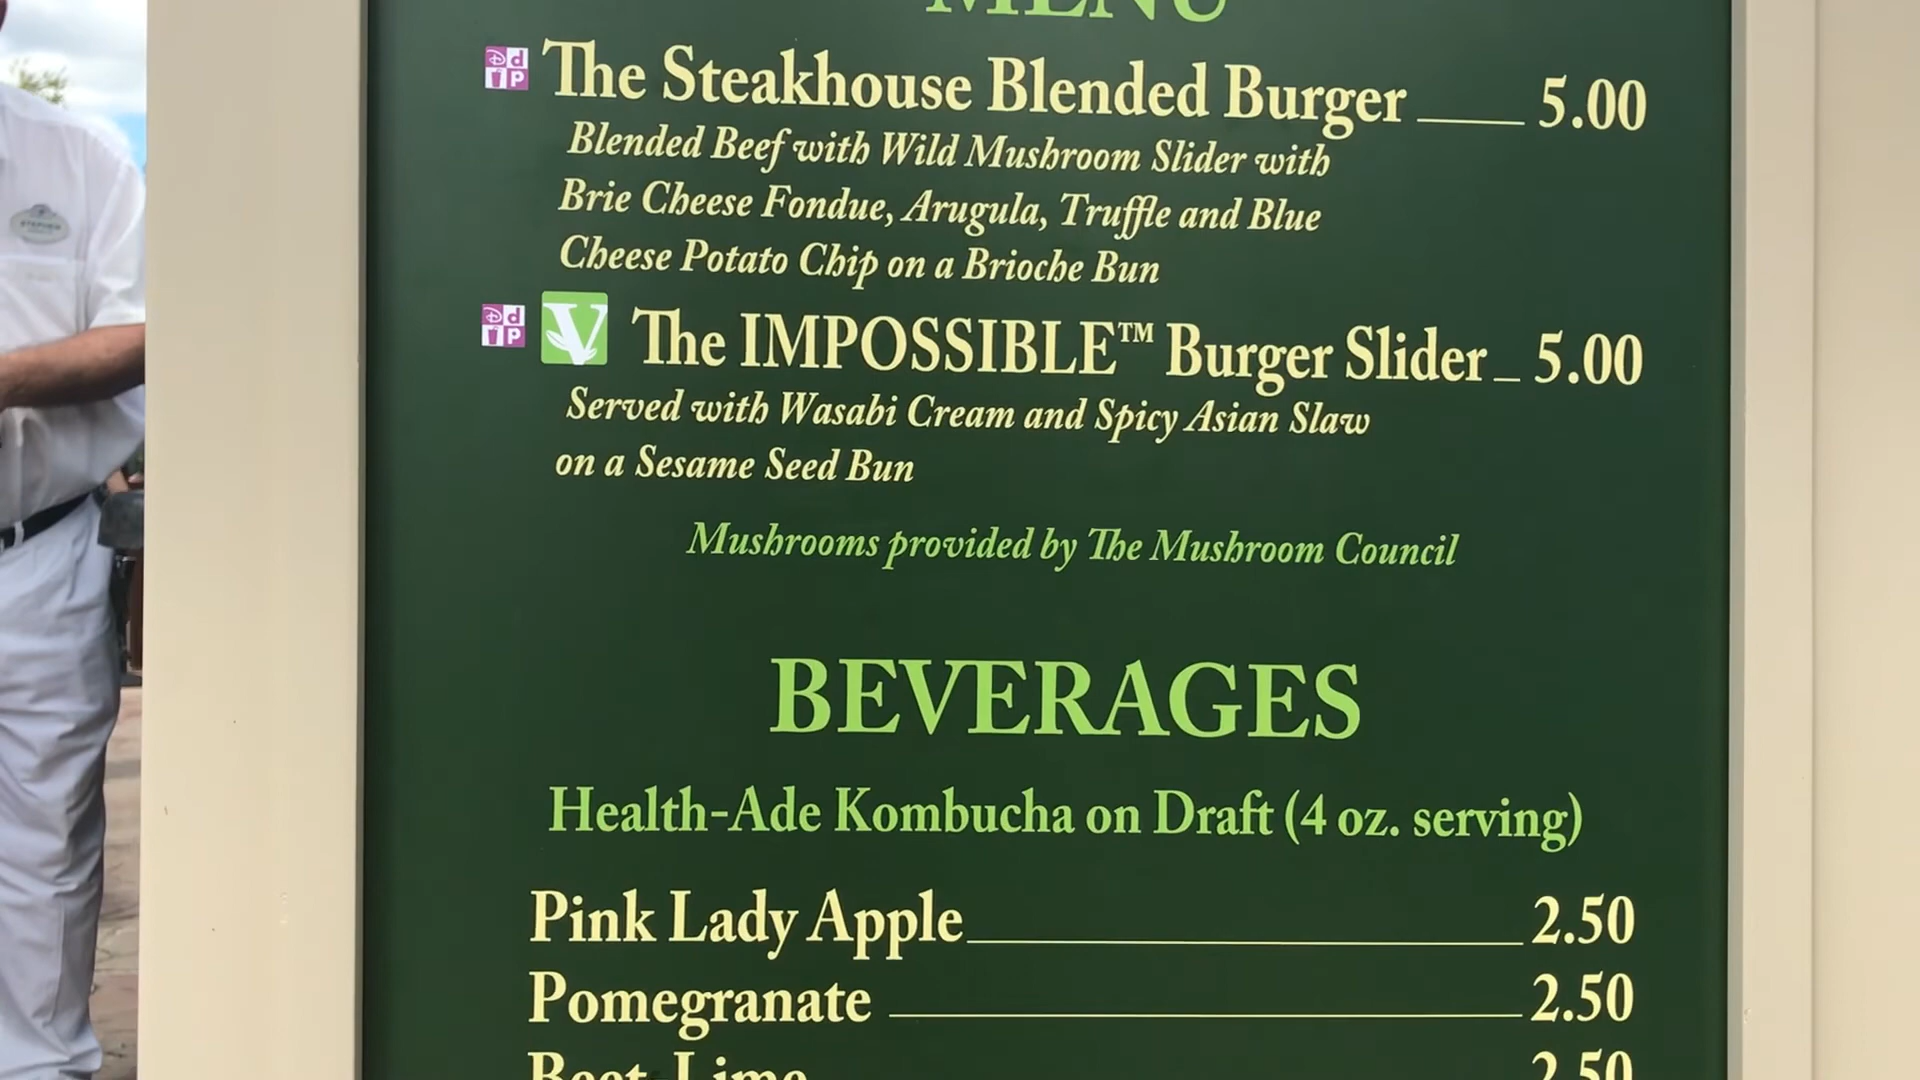 MENU
The Steakhouse Blended Burger 5.00
Blended Beef with Wild Mushroom Slider with
Brie Cheese Fondue, Arugula, Truffle and Blue
Cheese Potato Chip on a Brioche Bun
V The IMPOSSIBLE™ Burger Slider 5.00
Served with Wasabi Cream and Spicy Asian Slaw
on a Sesame Seed Bun
Mushrooms provided by The Mushroom Council
BEVERAGES
Health-Ade Kombucha on Draft (4 oz. serving)
Pink Lady Apple 2.50
Pomegranate 2.50
Beet-Lime 2.50